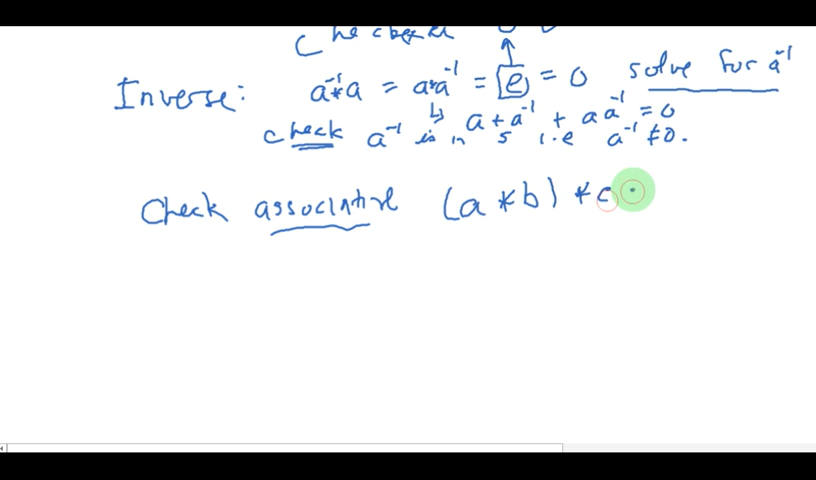 Inverse: a⁻¹*a = a*a⁻¹ = e = 0 solve for a⁻¹
↳ a + a⁻¹ + a a⁻¹ = 0
check a⁻¹ is in S i.e a⁻¹ ≠ 0.
Check associative (a * b) * c